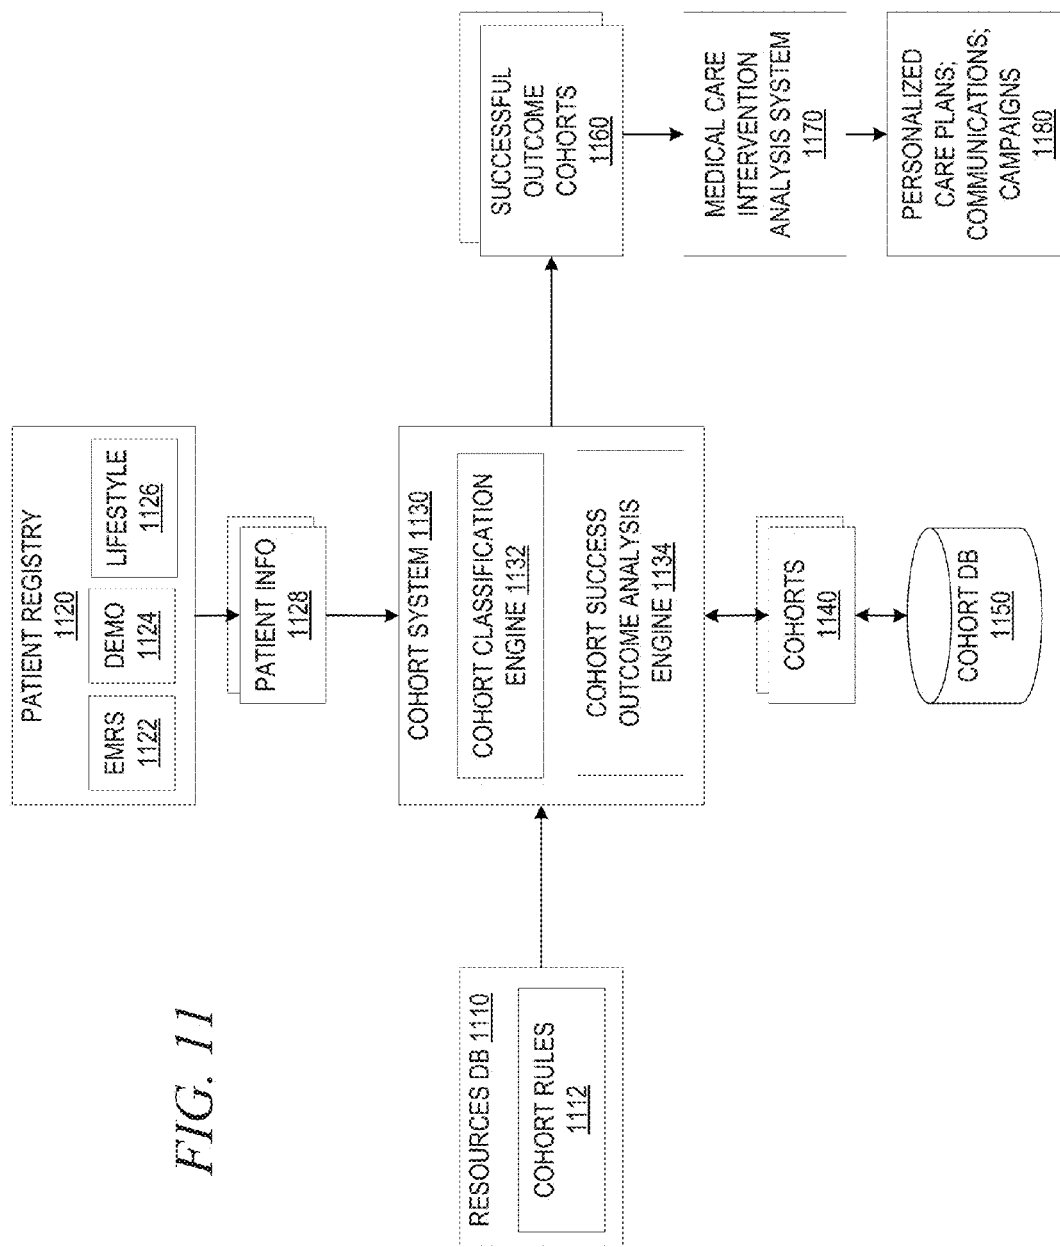 FIG. 11
PATIENT REGISTRY
1120
EMRS
1122
DEMO
1124
LIFESTYLE
1126
PATIENT INFO
1128
RESOURCES DB 1110
COHORT RULES
1112
COHORT SYSTEM 1130
COHORT CLASSIFICATION
ENGINE 1132
COHORT SUCCESS
OUTCOME ANALYSIS
ENGINE 1134
COHORTS
1140
COHORT DB
1150
SUCCESSFUL
OUTCOME
COHORTS
1160
MEDICAL CARE
INTERVENTION
ANALYSIS SYSTEM
1170
PERSONALIZED
CARE PLANS;
COMMUNICATIONS;
CAMPAIGNS
1180